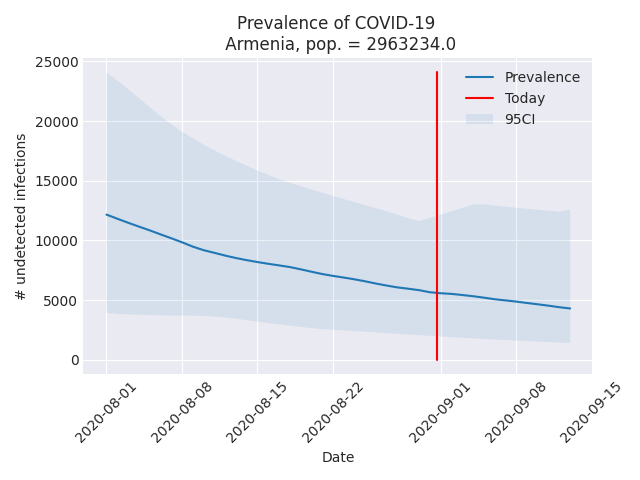 Prevalence of COVID-19
Armenia, pop. = 2963234.0
25000
20000
15000
10000
5000
0
# undetected infections
Prevalence
Today
95CI
2020-08-01
2020-08-08
2020-08-15
2020-08-22
2020-09-01
2020-09-08
2020-09-15
Date